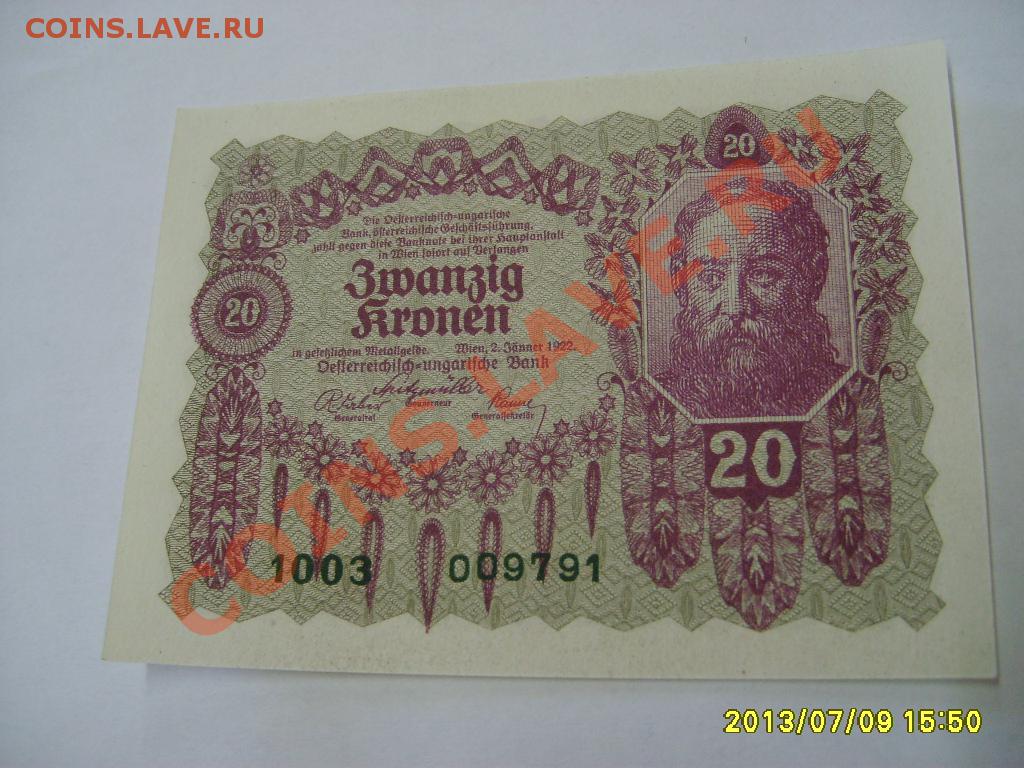 COINS.LAVE.RU
20
Die Oesterreichisch-ungarische
Bank, österreichische Geschäftsführung,
zahlt gegen diese Banknote bei ihrer Hauptanstalt
in Wien sofort auf Verlangen
Zwanzig
Kronen
20
in gesetzlichem Metallgelde. Wien, 2. Jänner 1922.
Oesterreichisch-ungarische Bank
Spitzmüller
Gouverneur
Generalrat
Generalsekretär
20
1003 009791
COINS.LAVE.RU
2013/07/09 15:50